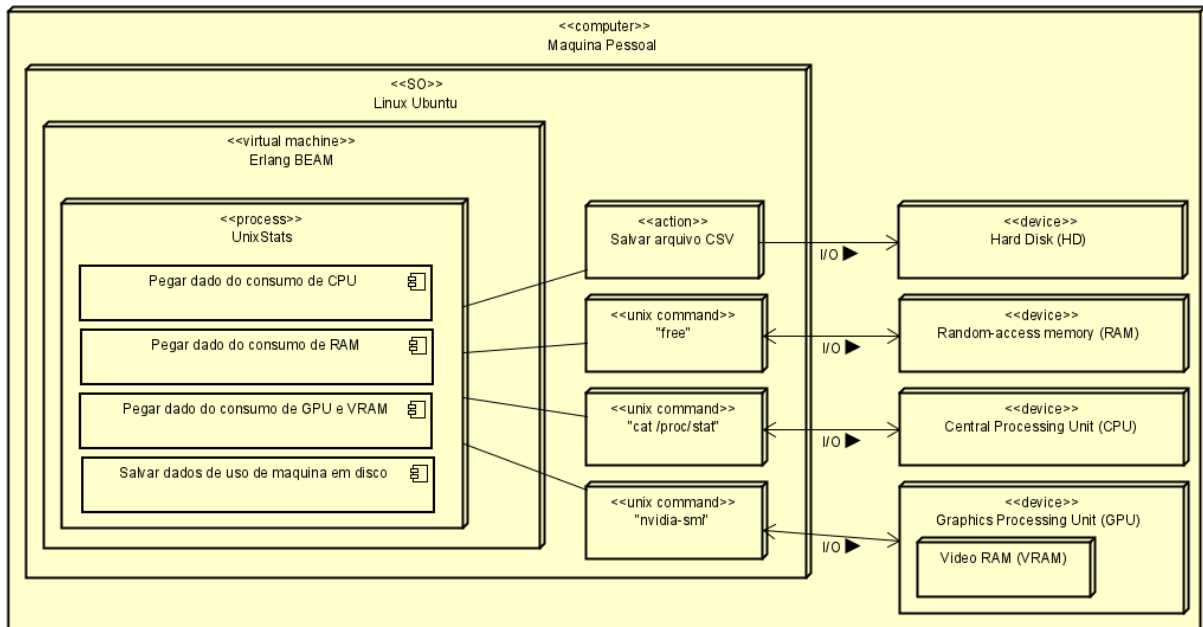 <<computer>>
Maquina Pessoal
<<SO>>
Linux Ubuntu
<<virtual machine>>
Erlang BEAM
<<process>>
UnixStats
Pegar dado do consumo de CPU
Pegar dado do consumo de RAM
Pegar dado do consumo de GPU e VRAM
Salvar dados de uso de maquina em disco
<<action>>
Salvar arquivo CSV
<<unix command>>
"free"
<<unix command>>
"cat /proc/stat"
<<unix command>>
"nvidia-smi"
I/O
I/O
I/O
I/O
<<device>>
Hard Disk (HD)
<<device>>
Random-access memory (RAM)
<<device>>
Central Processing Unit (CPU)
<<device>>
Graphics Processing Unit (GPU)
Video RAM (VRAM)